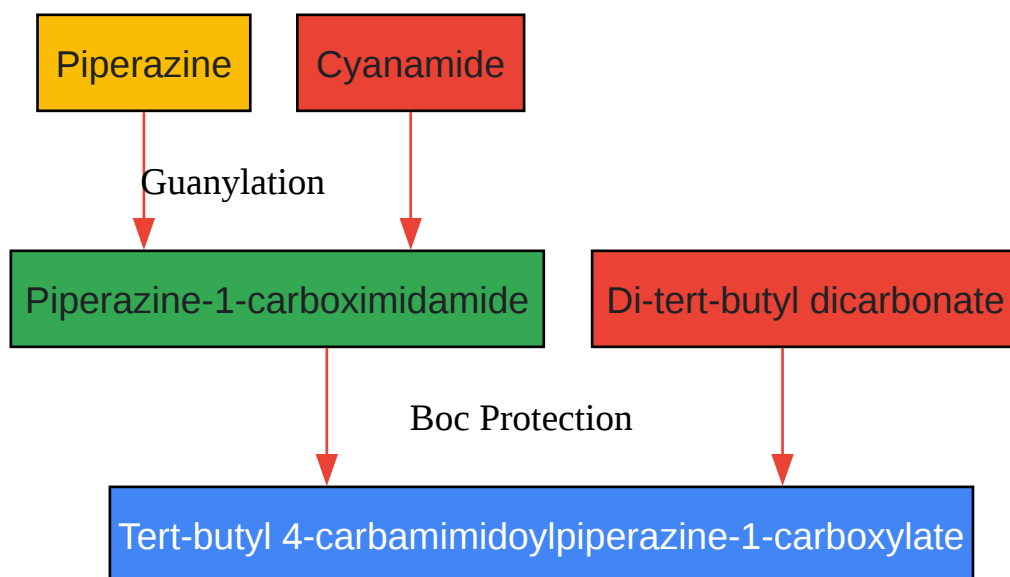 Piperazine
Cyanamide
Guanylation
Piperazine-1-carboximidamide
Di-tert-butyl dicarbonate
Boc Protection
Tert-butyl 4-carbamimidoylpiperazine-1-carboxylate